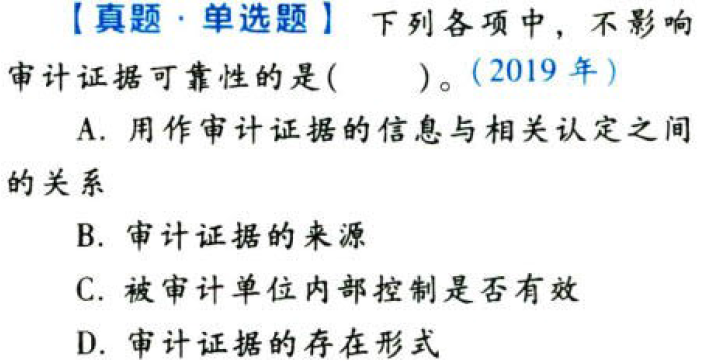 【真题·单选题】 下列各项中，不影响
审计证据可靠性的是(　　)。(2019 年)
A. 用作审计证据的信息与相关认定之间
的关系
B. 审计证据的来源
C. 被审计单位内部控制是否有效
D. 审计证据的存在形式